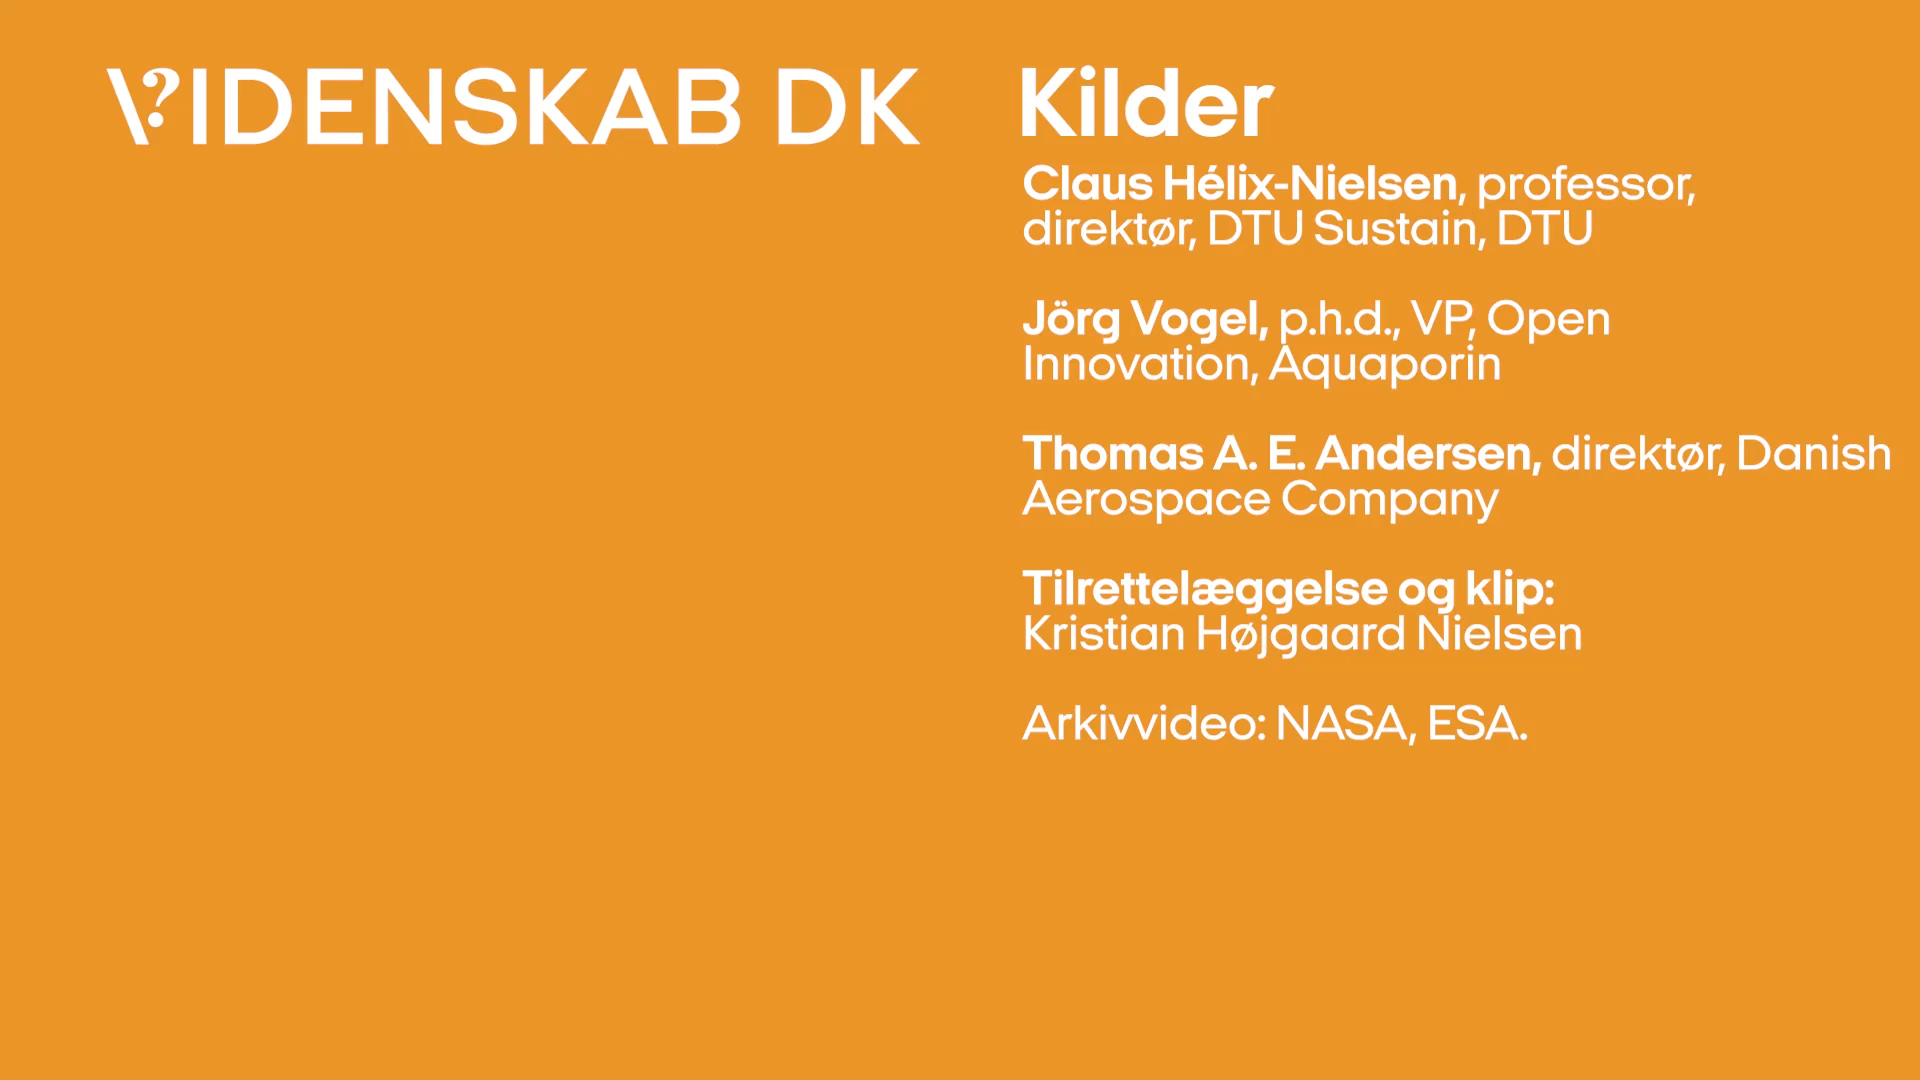 VIDENSKAB DK
Kilder
Claus Hélix-Nielsen, professor,
direktør, DTU Sustain, DTU
Jörg Vogel, p.h.d., VP, Open
Innovation, Aquaporin
Thomas A. E. Andersen, direktør, Danish
Aerospace Company
Tilrettelæggelse og klip:
Kristian Højgaard Nielsen
Arkivvideo: NASA, ESA.